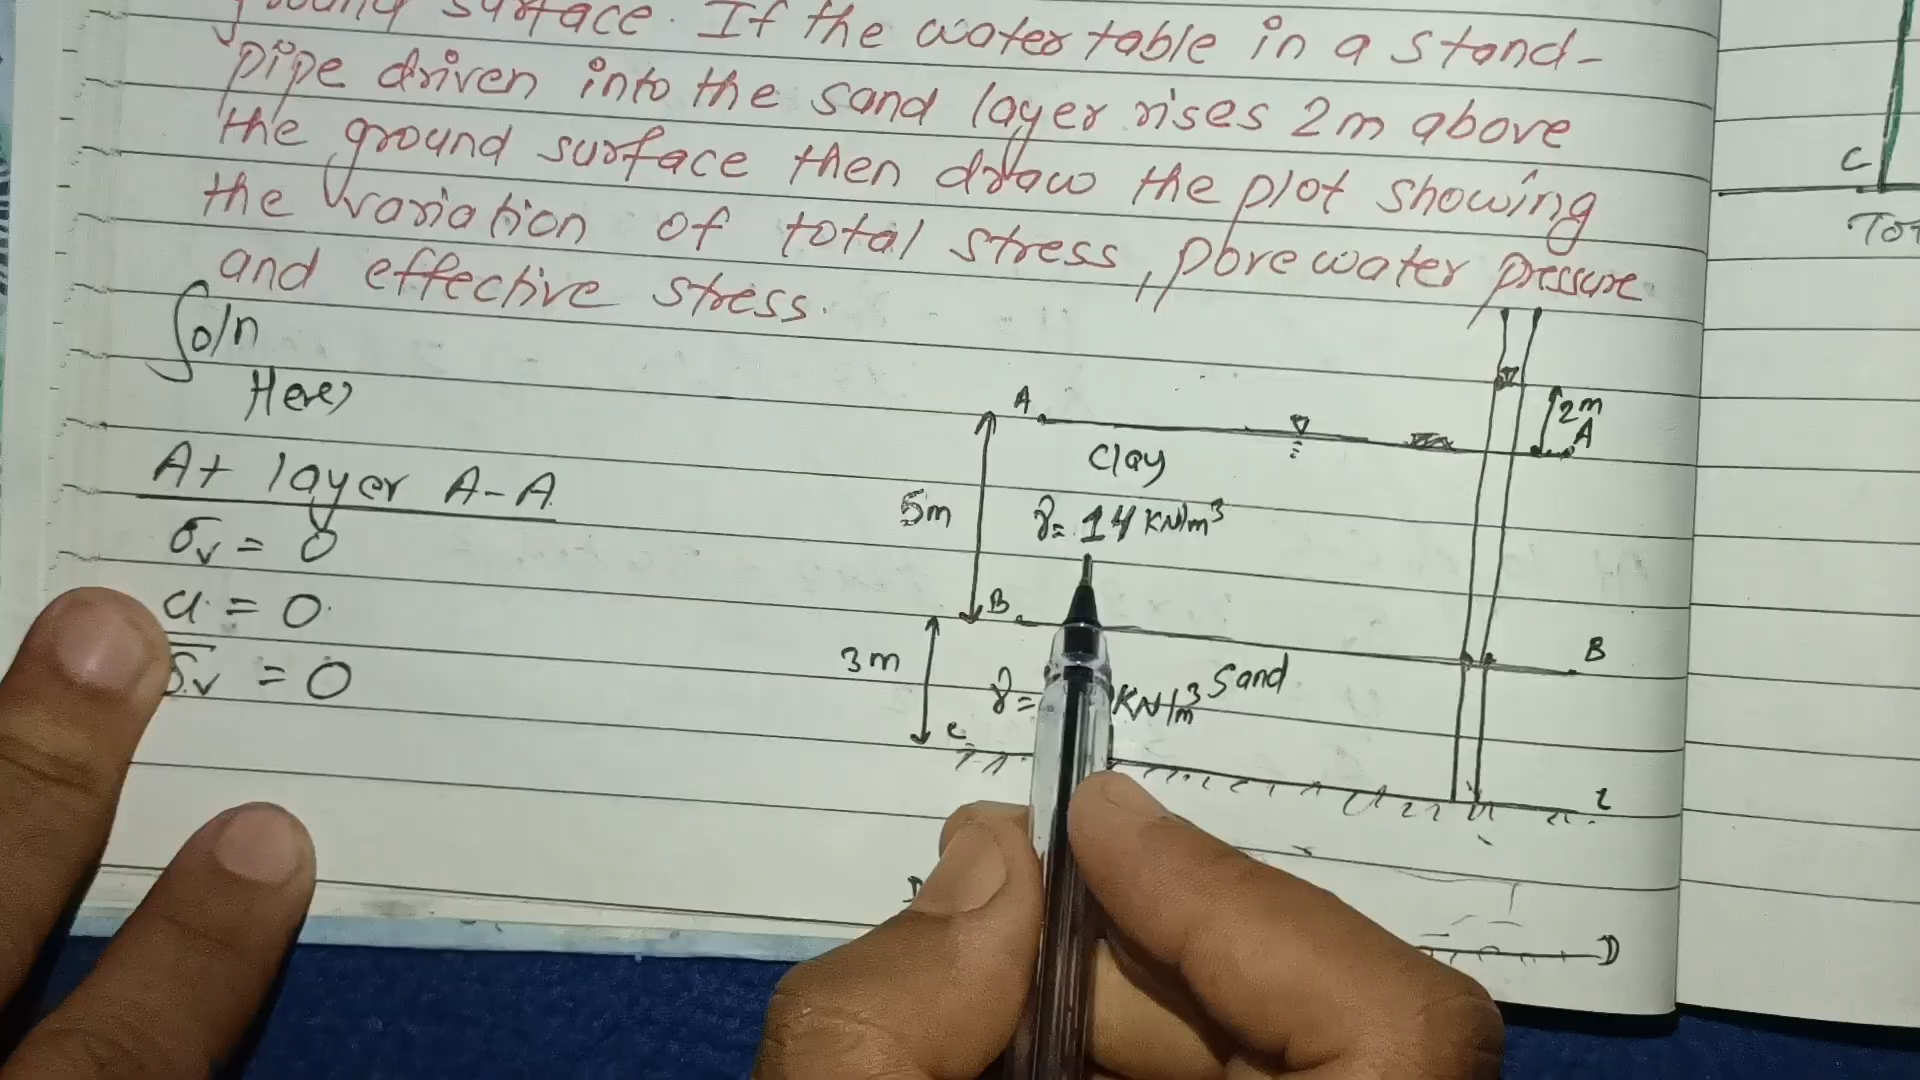 ground surface. If the water table in a stand-
pipe driven into the sand layer rises 2m above
the ground surface then draw the plot showing
the variation of total stress, pore water pressure
and effective stress.
Soln
Here,
At layer A-A
σv = 0
u = 0
σ̅v = 0
A
Clay
5m
γ = 14 KN/m³
2m
A
B
B
3m
γ =
KN/m³
Sand
C
D
C